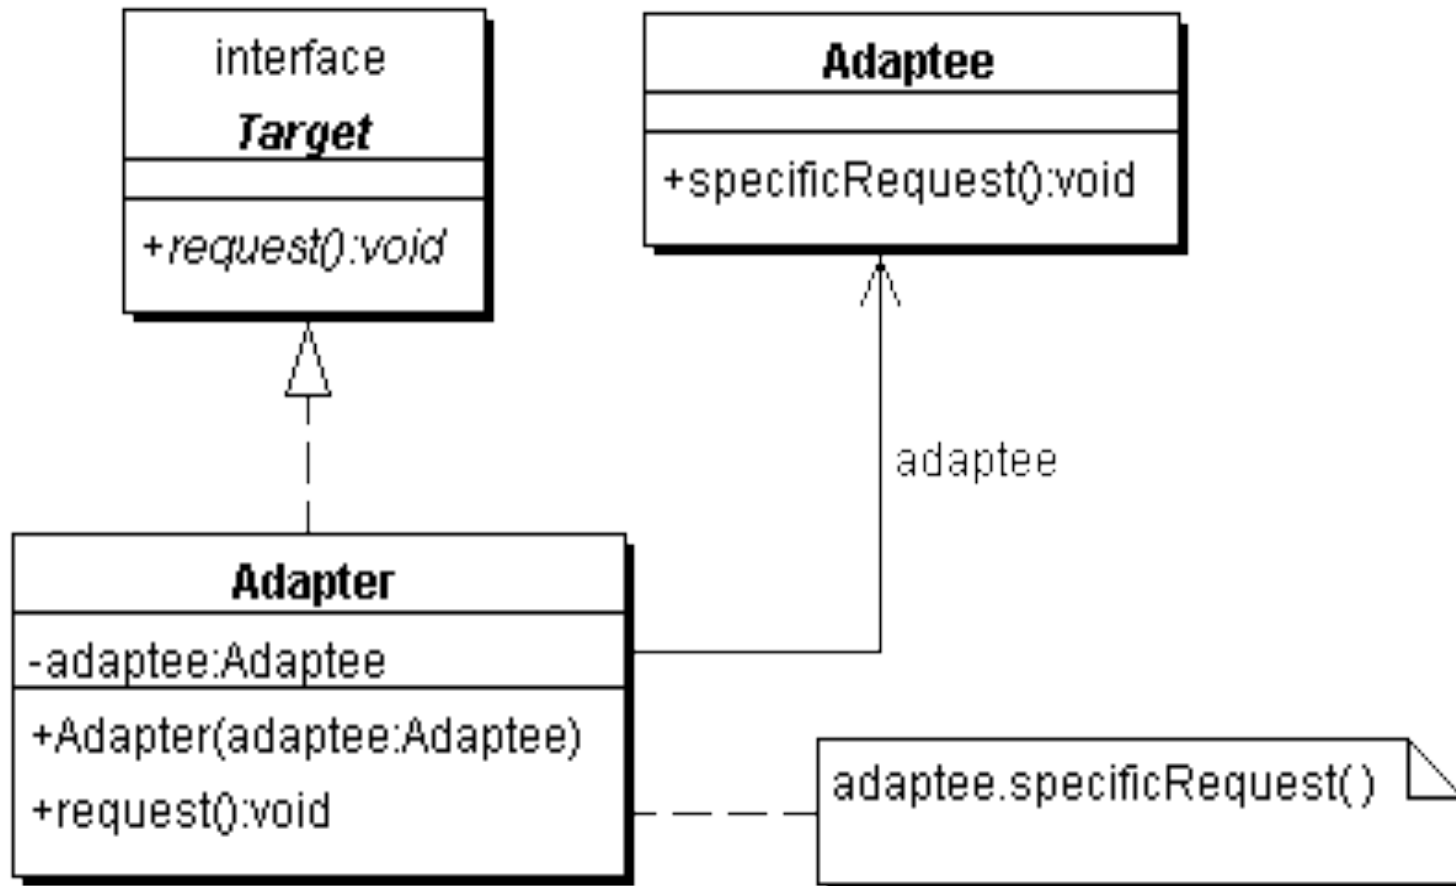 interface
Target
+request():void
Adaptee
+specificRequest():void
adaptee
Adapter
-adaptee:Adaptee
+Adapter(adaptee:Adaptee)
+request():void
adaptee.specificRequest( )